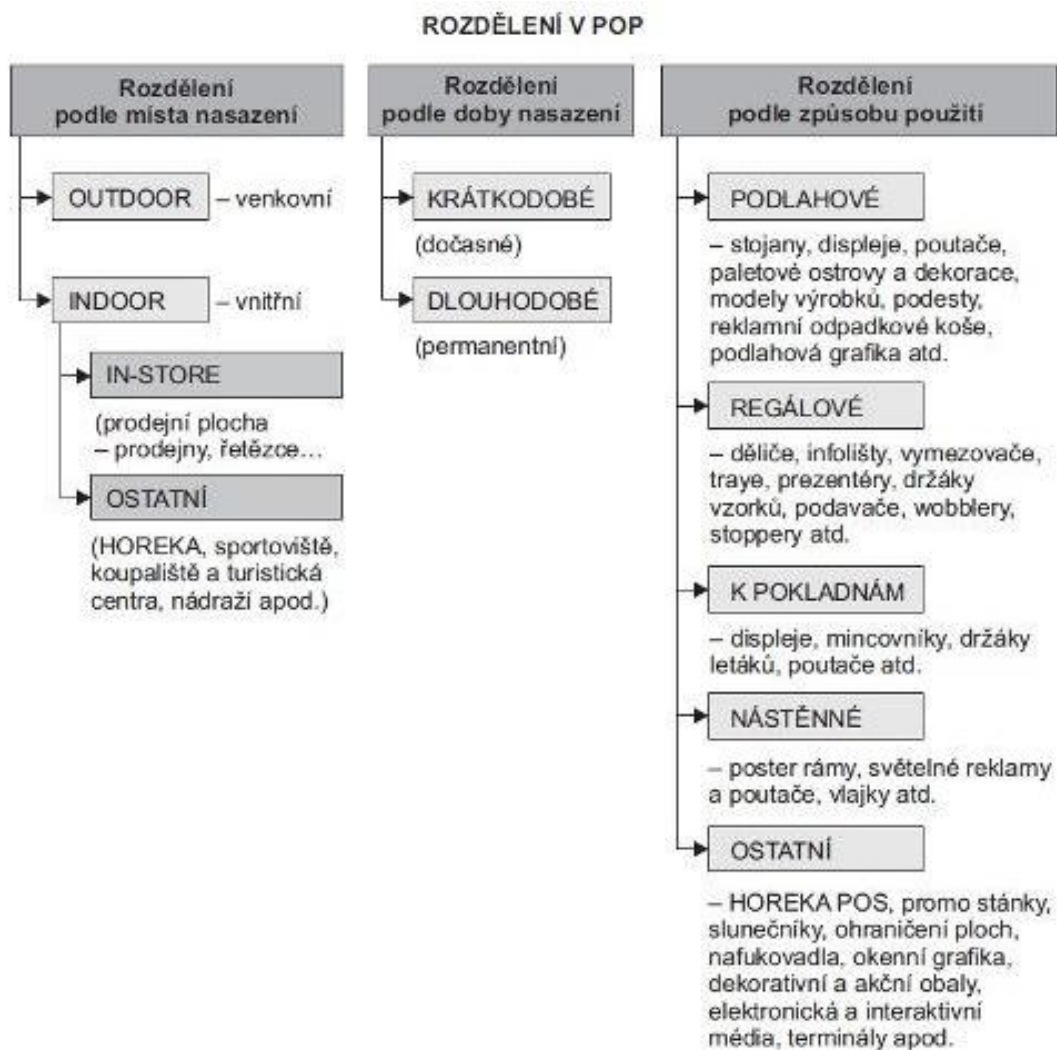 ROZDĚLENÍ V POP
Rozdělení
podle místa nasazení
OUTDOOR – venkovní
INDOOR – vnitřní
IN-STORE
(prodejní plocha
– prodejny, řetězce…
OSTATNÍ
(HOREKA, sportoviště,
koupaliště a turistická
centra, nádraží apod.)
Rozdělení
podle doby nasazení
KRÁTKODOBÉ
(dočasné)
DLOUHODOBÉ
(permanentní)
Rozdělení
podle způsobu použití
PODLAHOVÉ
– stojany, displeje, poutače,
paletové ostrovy a dekorace,
modely výrobků, podesty,
reklamní odpadkové koše,
podlahová grafika atd.
REGÁLOVÉ
– děliče, infolišty, vymezovače,
traye, prezentéry, držáky
vzorků, podavače, wobblery,
stoppery atd.
K POKLADNÁM
– displeje, mincovníky, držáky
letáků, poutače atd.
NÁSTĚNNÉ
– poster rámy, světelné reklamy
a poutače, vlajky atd.
OSTATNÍ
– HOREKA POS, promo stánky,
slunečníky, ohraničení ploch,
nafukovadla, okenní grafika,
dekorativní a akční obaly,
elektronická a interaktivní
média, terminály apod.